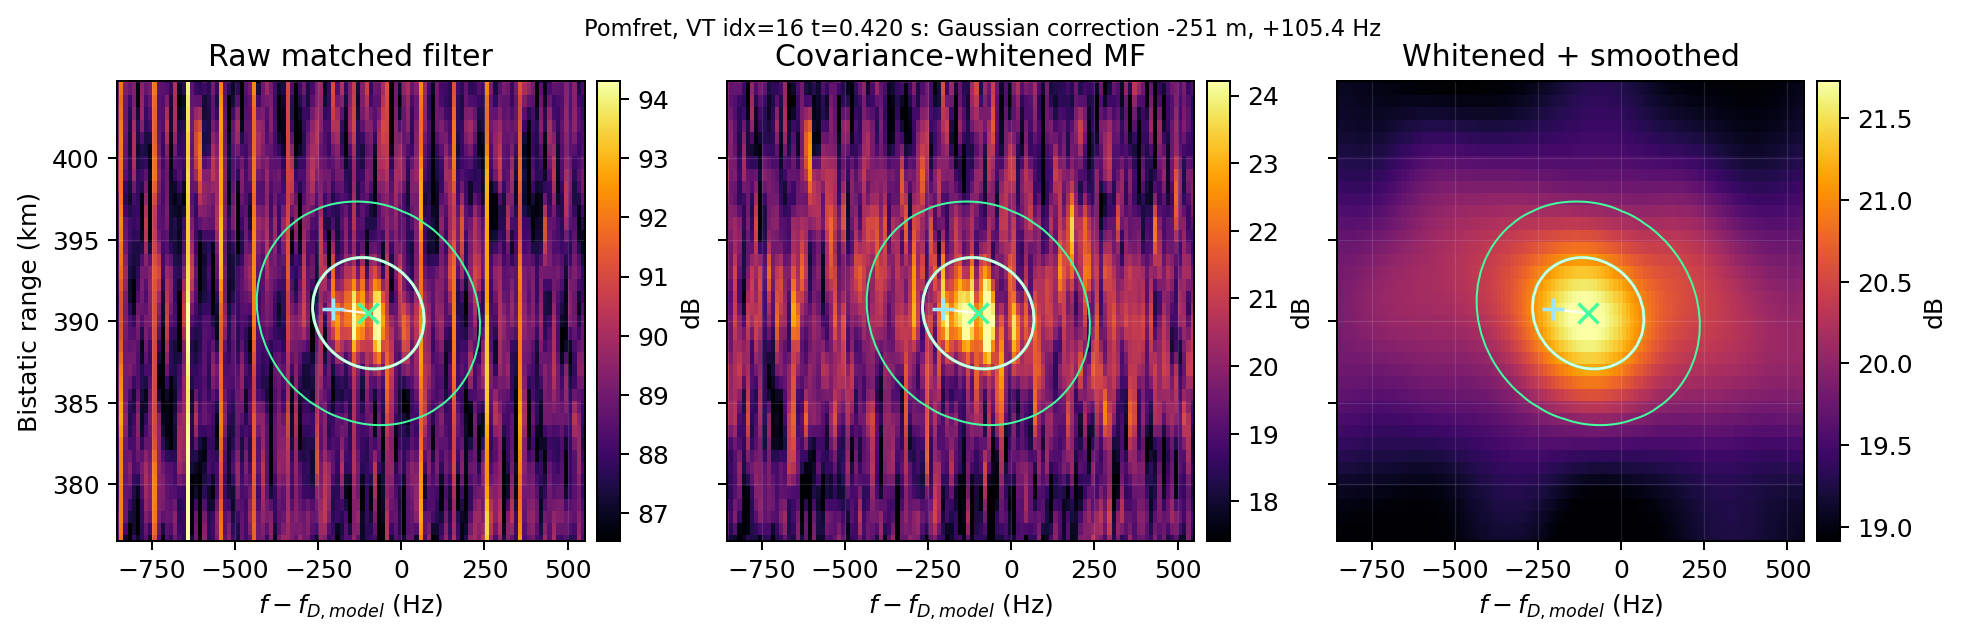 Pomfret, VT idx=16 t=0.420 s: Gaussian correction -251 m, +105.4 Hz
Raw matched filter
Covariance-whitened MF
Whitened + smoothed
Bistatic range (km)
400
395
390
385
380
−750 −500 −250 0 250 500
f − f_{D, model} (Hz)
94
93
92
91
90
89
88
87
dB
−750 −500 −250 0 250 500
f − f_{D, model} (Hz)
24
23
22
21
20
19
18
dB
−750 −500 −250 0 250 500
f − f_{D, model} (Hz)
21.5
21.0
20.5
20.0
19.5
19.0
dB